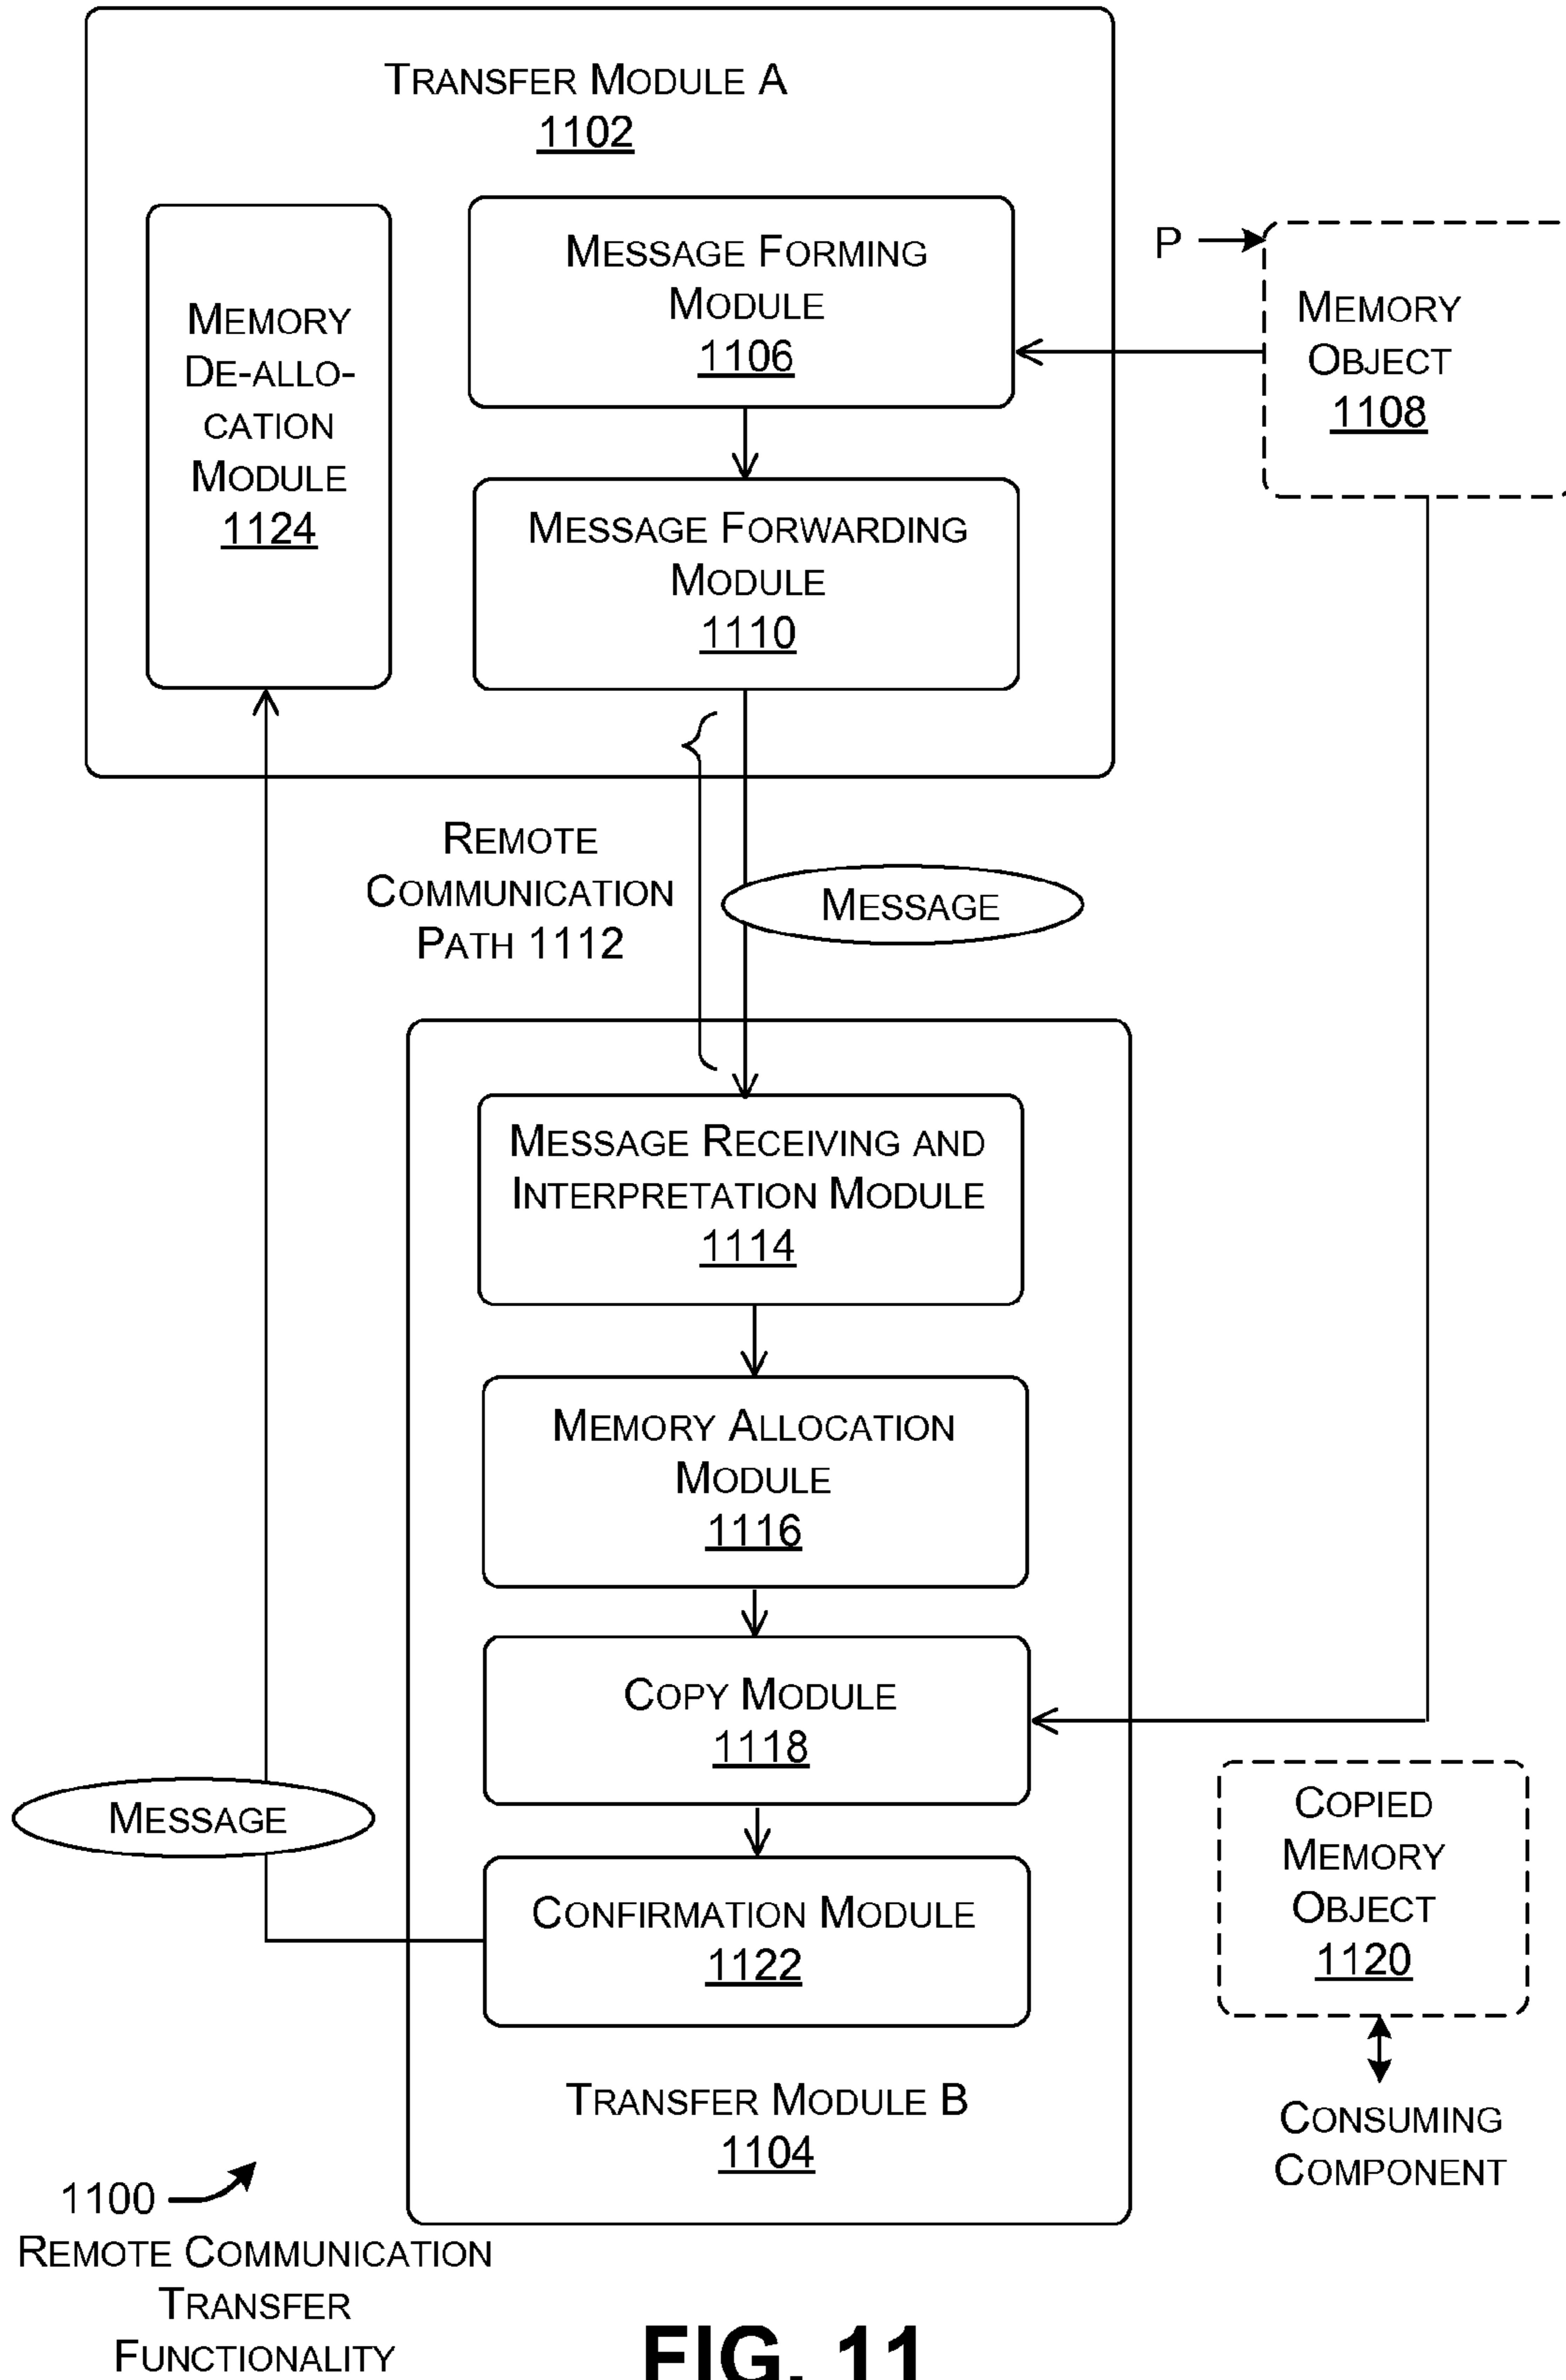 TRANSFER MODULE A
1102
MESSAGE FORMING
MODULE
1106
MEMORY
DE-ALLO-
CATION
MODULE
1124
P
MEMORY
OBJECT
1108
MESSAGE FORWARDING
MODULE
1110
REMOTE
COMMUNICATION
PATH 1112
MESSAGE
MESSAGE RECEIVING AND
INTERPRETATION MODULE
1114
MEMORY ALLOCATION
MODULE
1116
COPY MODULE
1118
MESSAGE
COPIED
MEMORY
OBJECT
1120
CONFIRMATION MODULE
1122
TRANSFER MODULE B
1104
CONSUMING
COMPONENT
1100
REMOTE COMMUNICATION
TRANSFER
FUNCTIONALITY
FIG. 11